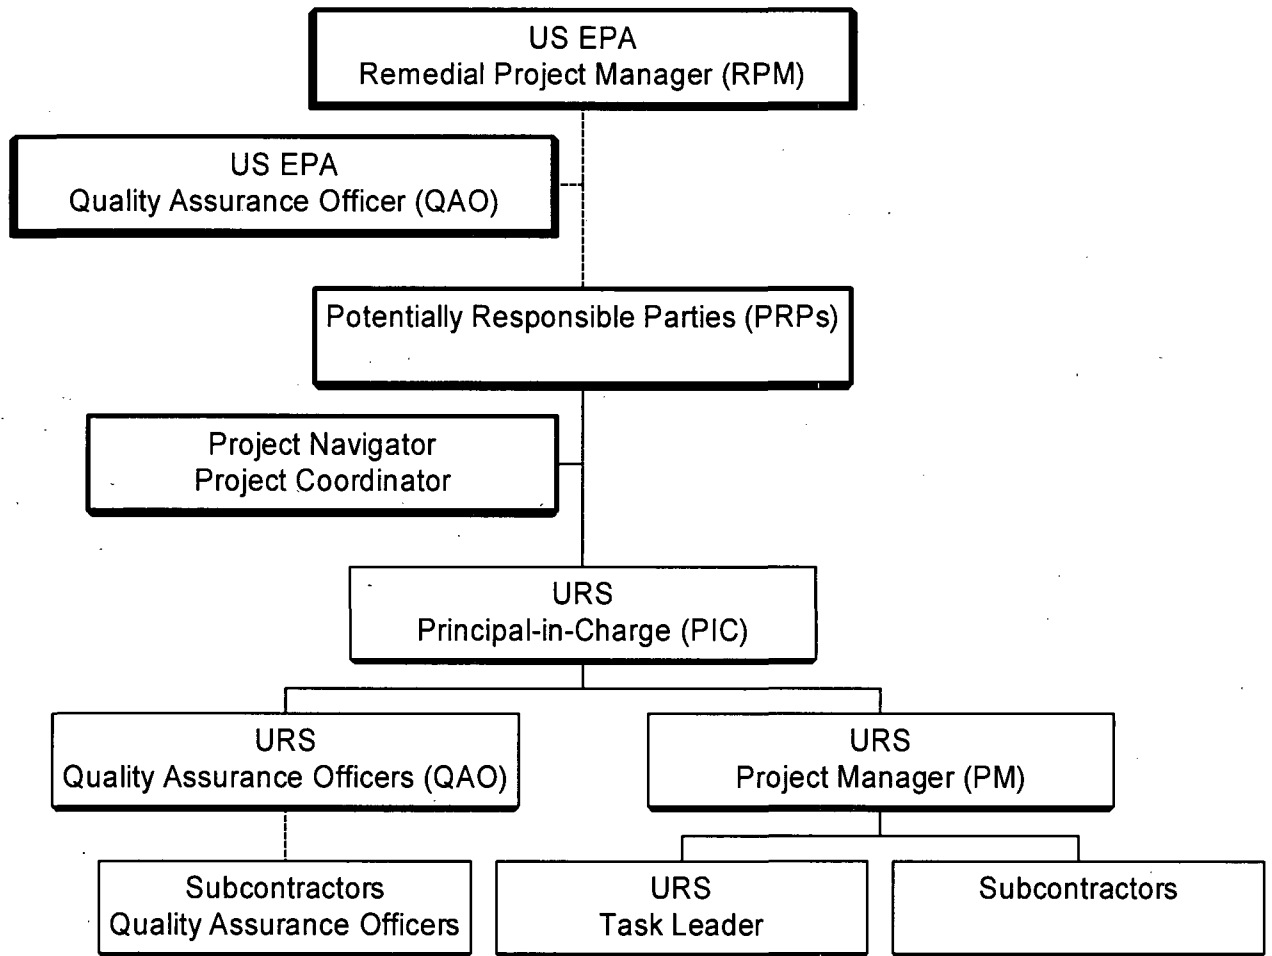 US EPA
Remedial Project Manager (RPM)
US EPA
Quality Assurance Officer (QAO)
Potentially Responsible Parties (PRPs)
Project Navigator
Project Coordinator
URS
Principal-in-Charge (PIC)
URS
Quality Assurance Officers (QAO)
URS
Project Manager (PM)
Subcontractors
Quality Assurance Officers
URS
Task Leader
Subcontractors